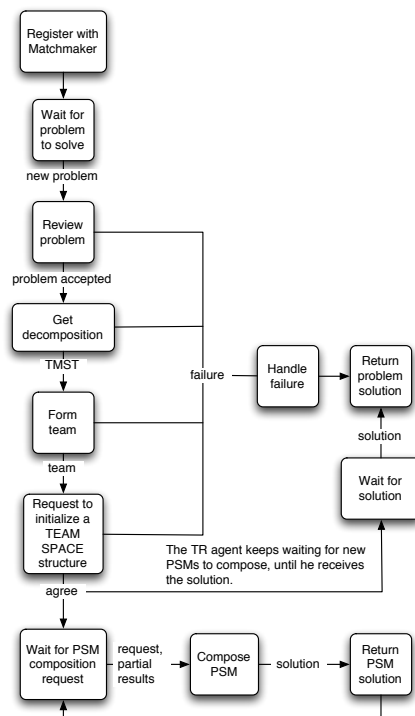 Register with
Matchmaker
Wait for
problem
to solve
new problem
Review
problem
problem accepted
Get
decomposition
TMST
failure
Handle
failure
Return
problem
solution
Form
team
solution
team
Wait for
solution
Request to
initialize a
TEAM
SPACE
structure
The TR agent keeps waiting for new
PSMs to compose, until he receives
the solution.
agree
Wait for PSM
composition
request
request,
partial
results
Compose
PSM
solution
Return
PSM
solution